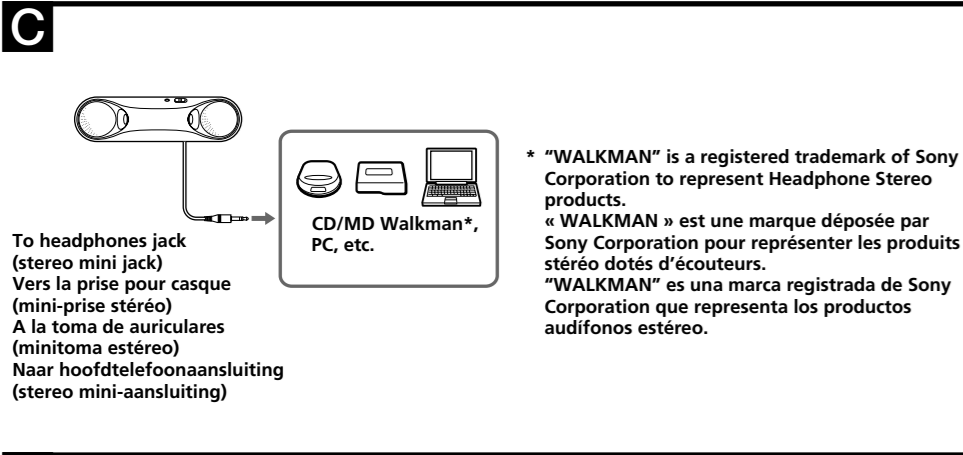 C
To headphones jack
(stereo mini jack)
Vers la prise pour casque
(mini-prise stéréo)
A la toma de auriculares
(minitoma estéreo)
Naar hoofdtelefoonaansluiting
(stereo mini-aansluiting)
CD/MD Walkman*,
PC, etc.
* “WALKMAN” is a registered trademark of Sony
Corporation to represent Headphone Stereo
products.
« WALKMAN » est une marque déposée par
Sony Corporation pour représenter les produits
stéréo dotés d’écouteurs.
“WALKMAN” es una marca registrada de Sony
Corporation que representa los productos
audífonos estéreo.